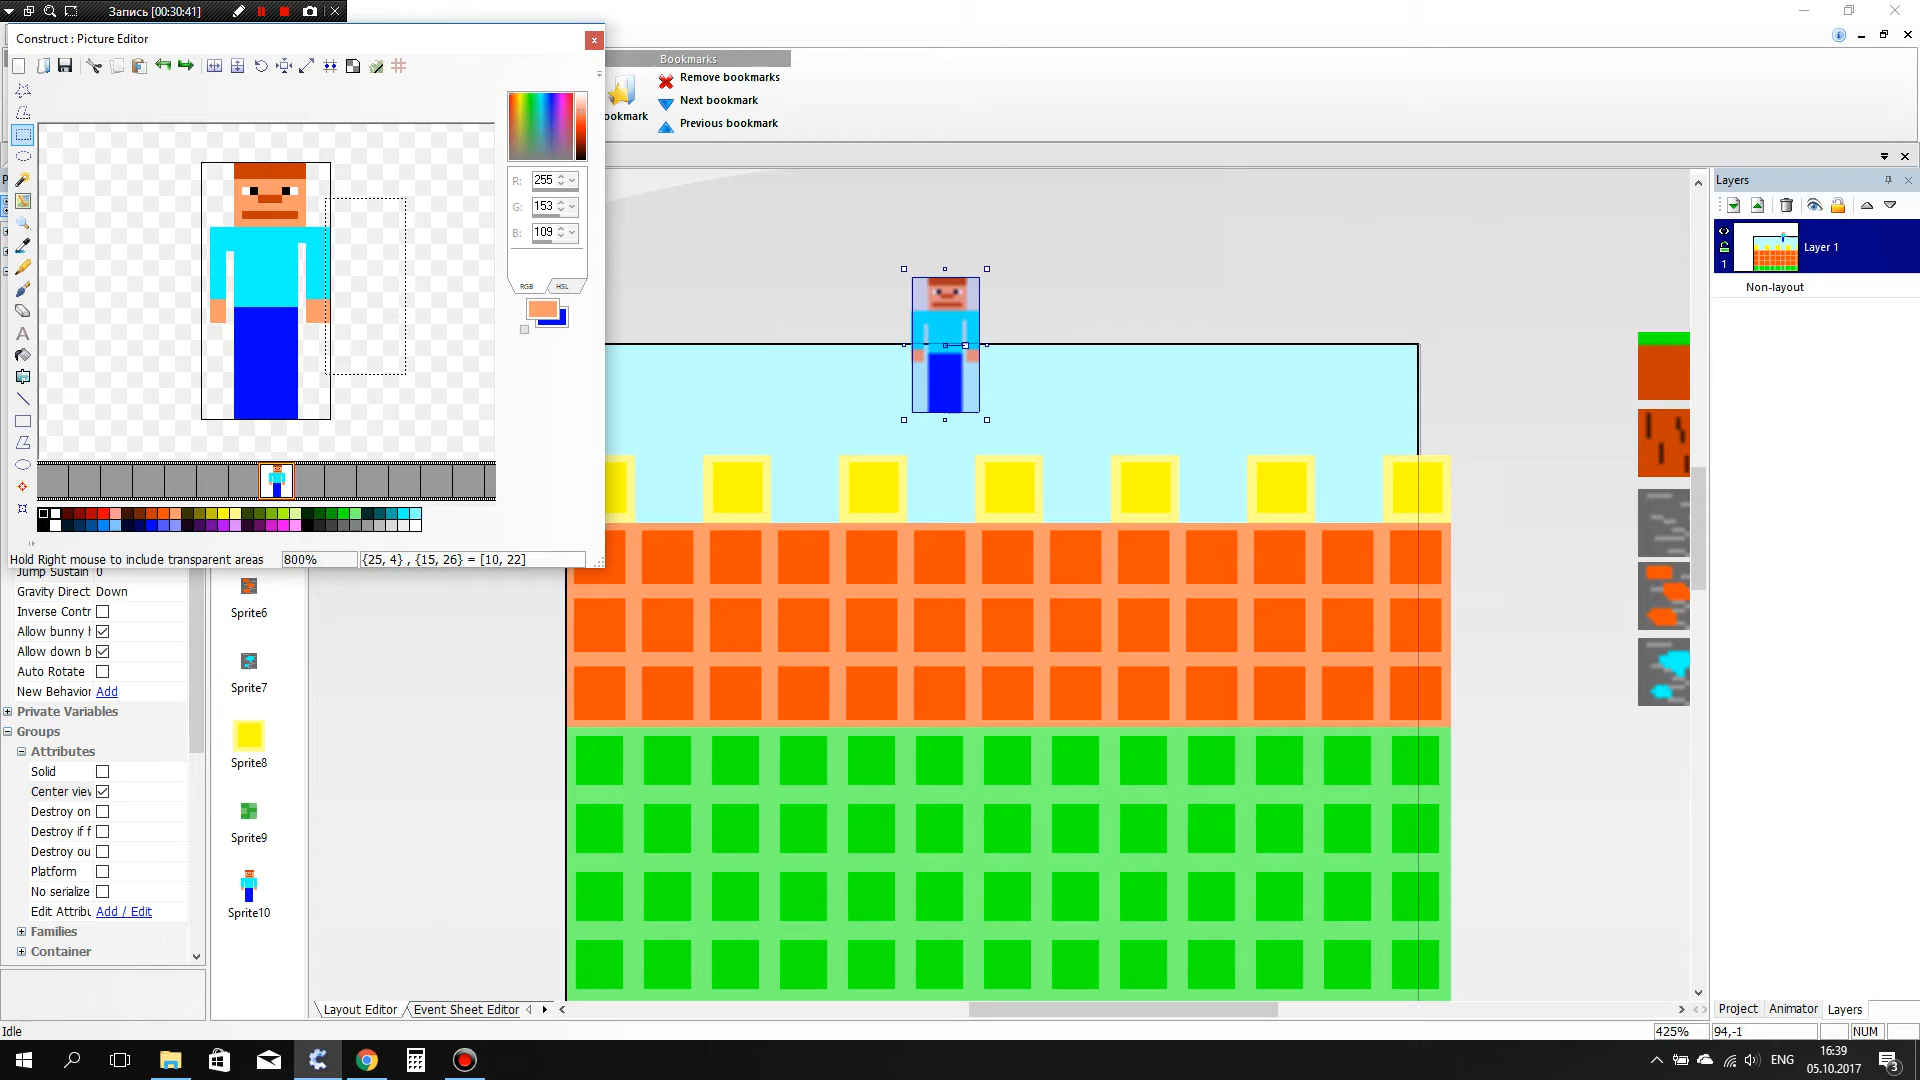 Запись [00:30:41]
Construct : Picture Editor
Bookmarks
Remove bookmarks
Next bookmark
Previous bookmark
ookmark
R: 255
G: 153
B: 109
RGB HSL
Hold Right mouse to include transparent areas 800% {25, 4} , {15, 26} = [10, 22]
Layers
Layer 1
1
Non-layout
Jump Sustain 0
Gravity Directi Down
Inverse Contr
Allow bunny h
Allow down b
Auto Rotate
New Behavior Add
Private Variables
Groups
Attributes
Solid
Center view
Destroy on
Destroy if f
Destroy ou
Platform
No serialize
Edit Attribu Add / Edit
Families
Container
Sprite6
Sprite7
Sprite8
Sprite9
Sprite10
Layout Editor Event Sheet Editor
Project Animator Layers
Idle 425% 94,-1 NUM
ENG
16:39
05.10.2017
3